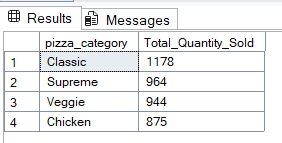 Results Messages
pizza_category Total_Quantity_Sold
1 Classic 1178
2 Supreme 964
3 Veggie 944
4 Chicken 875